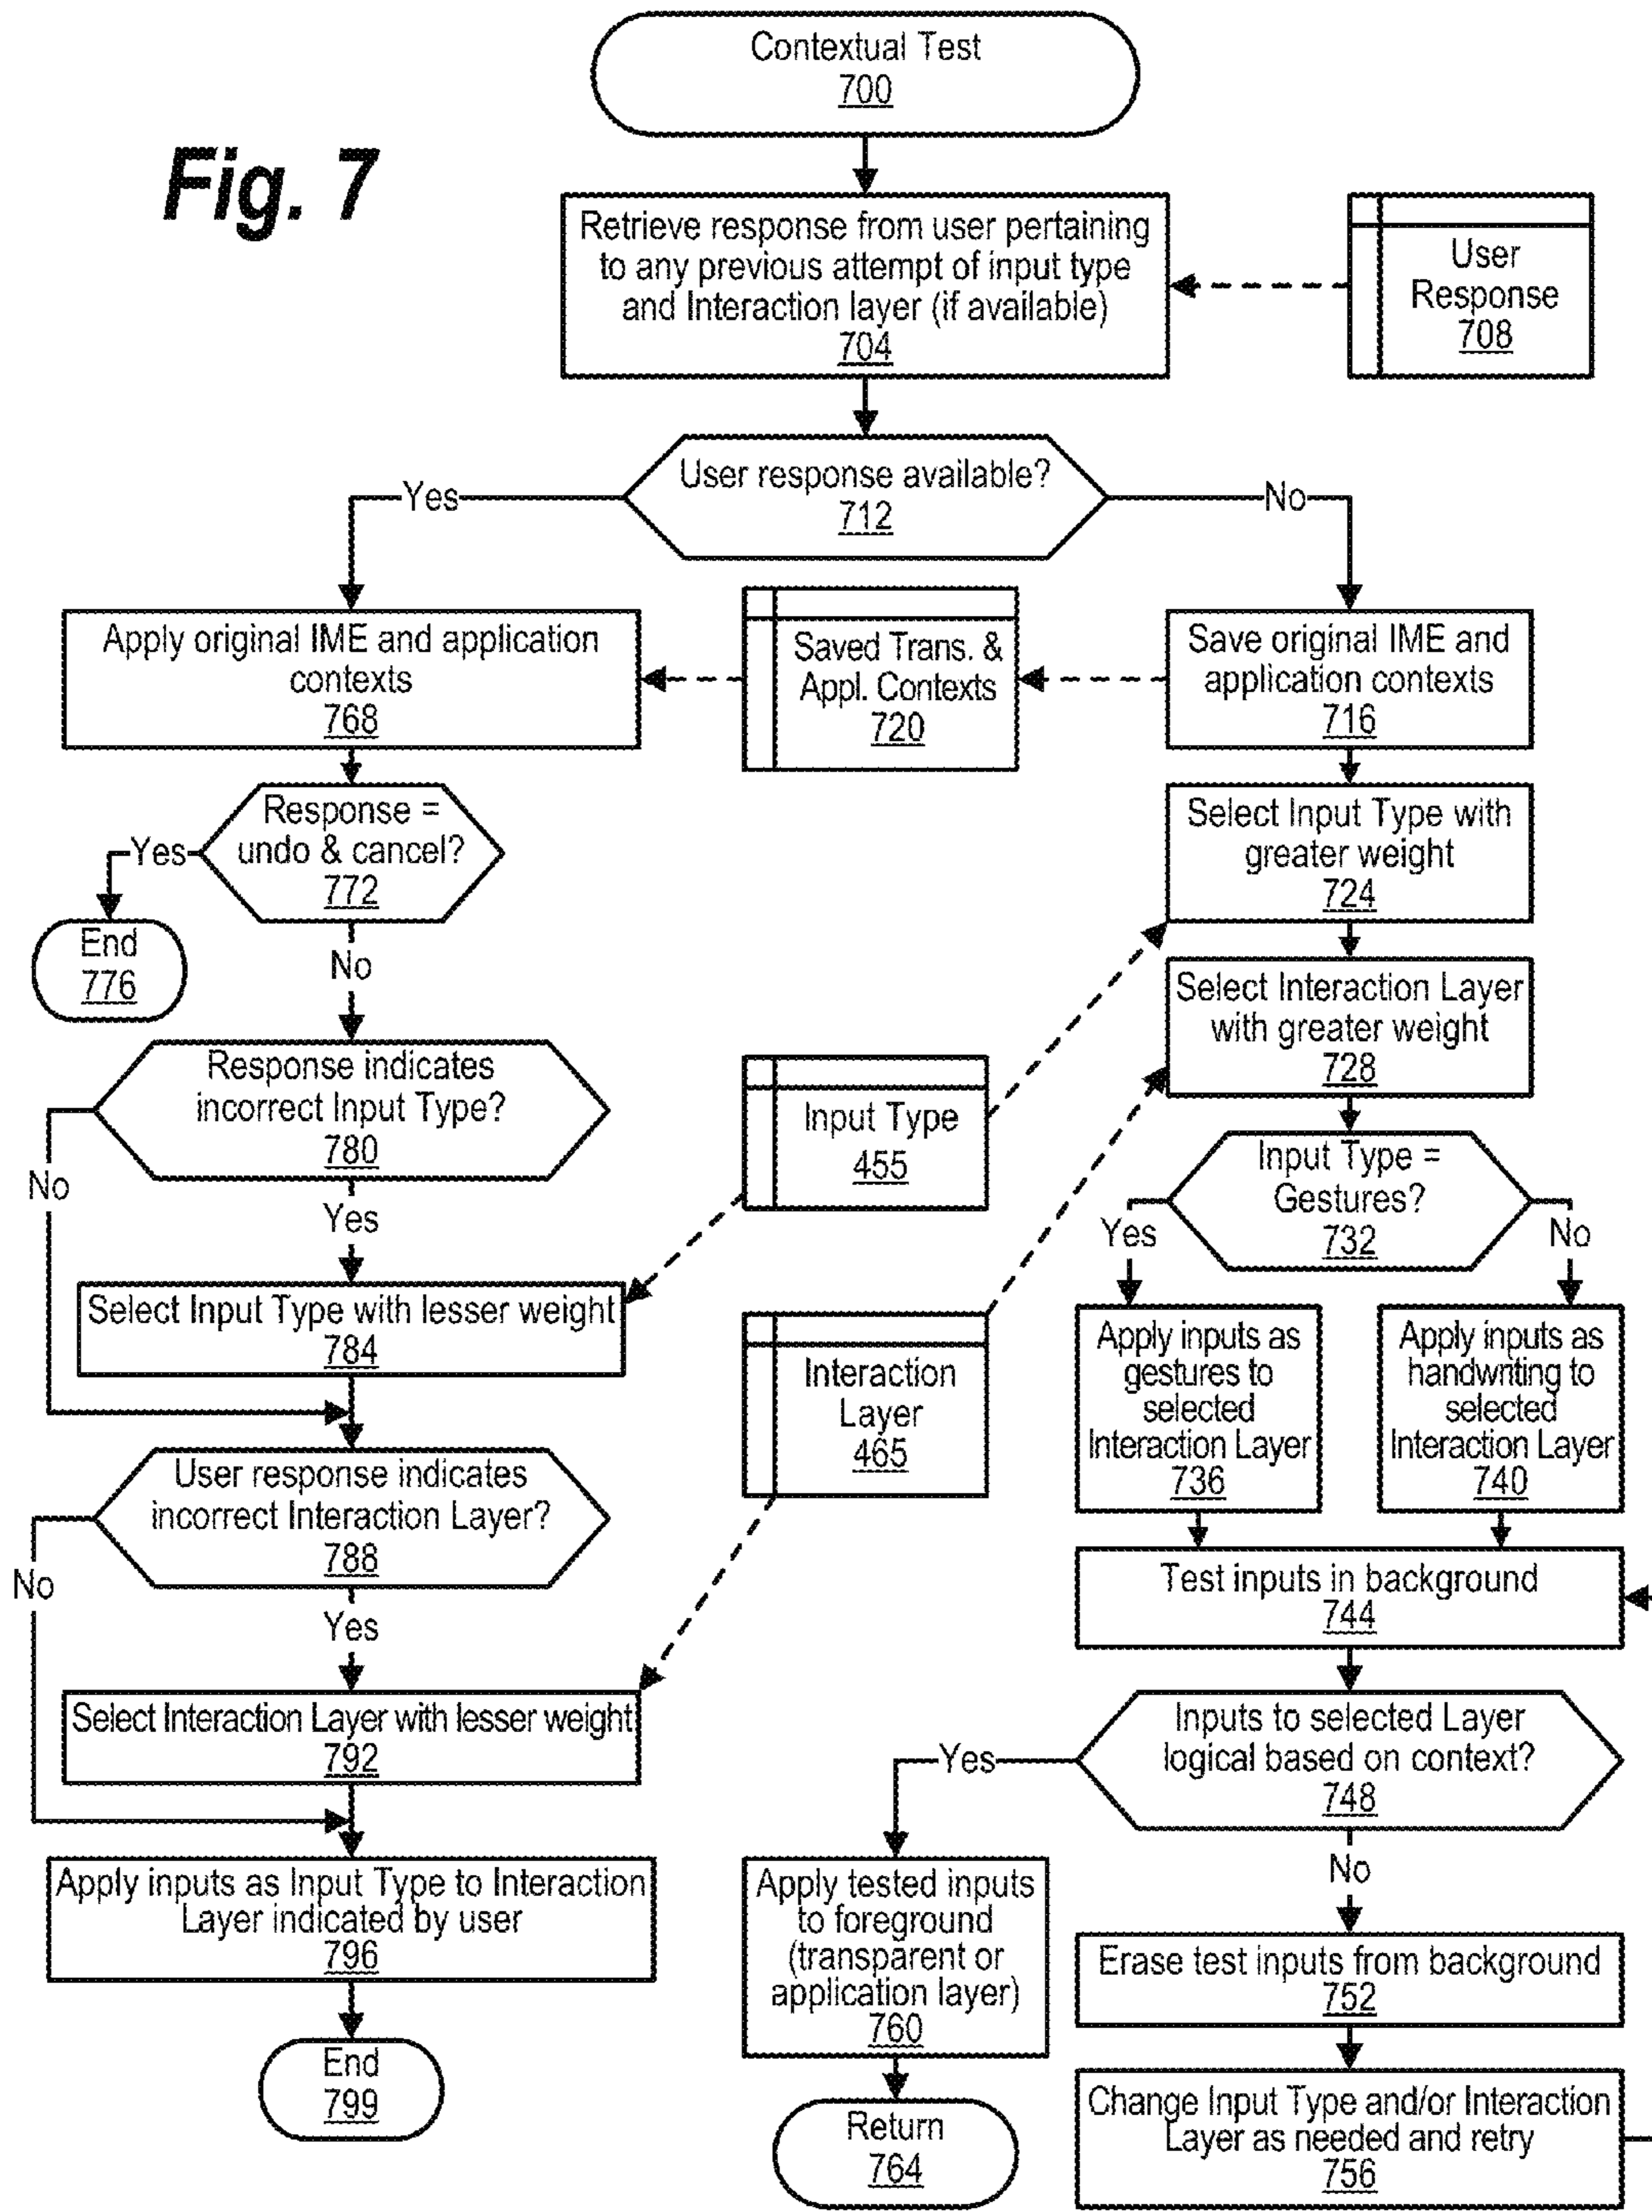 Fig. 7
Contextual Test
700
Retrieve response from user pertaining
to any previous attempt of input type
and Interaction layer (if available)
704
User
Response
708
User response available?
712
Yes
No
Apply original IME and application
contexts
768
Saved Trans. &
Appl. Contexts
720
Save original IME and
application contexts
716
Response =
undo & cancel?
772
Yes
End
776
No
Select Input Type with
greater weight
724
Select Interaction Layer
with greater weight
728
Response indicates
incorrect Input Type?
780
No
Yes
Input Type
455
Input Type =
Gestures?
732
Yes
No
Select Input Type with lesser weight
784
Interaction
Layer
465
Apply inputs as
gestures to
selected
Interaction Layer
736
Apply inputs as
handwriting to
selected
Interaction Layer
740
User response indicates
incorrect Interaction Layer?
788
No
Yes
Test inputs in background
744
Select Interaction Layer with lesser weight
792
Inputs to selected Layer
logical based on context?
748
Yes
No
Apply inputs as Input Type to Interaction
Layer indicated by user
796
Apply tested inputs
to foreground
(transparent or
application layer)
760
Erase test inputs from background
752
End
799
Return
764
Change Input Type and/or Interaction
Layer as needed and retry
756